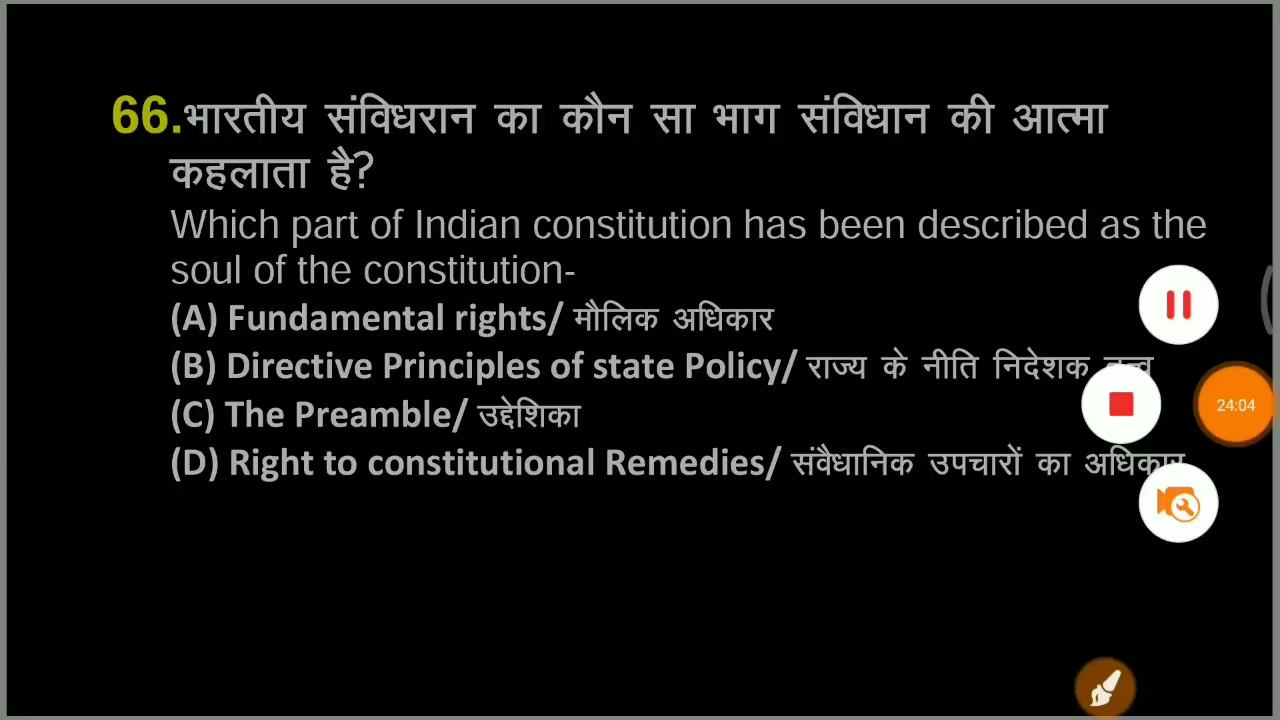 66.भारतीय संविधरान का कौन सा भाग संविधान की आत्मा
कहलाता है?
Which part of Indian constitution has been described as the
soul of the constitution-
(A) Fundamental rights/ मौलिक अधिकार
(B) Directive Principles of state Policy/ राज्य के नीति निदेशक
(C) The Preamble/ उद्देशिका
24:04
(D) Right to constitutional Remedies/ संवैधानिक उपचारों का अधिकार